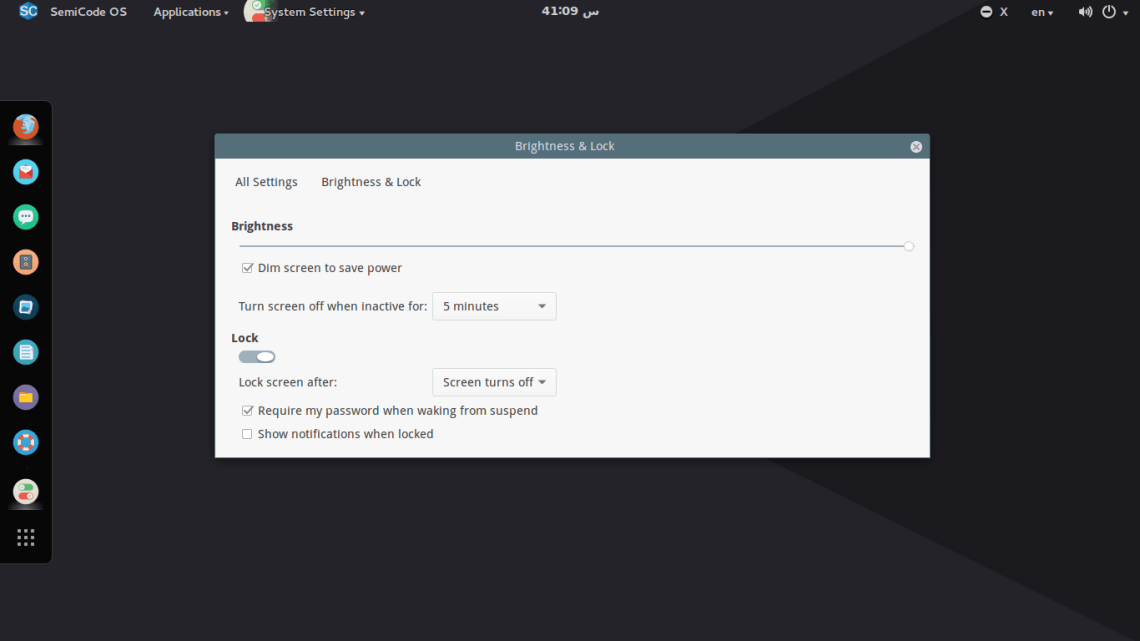 SC SemiCode OS Applications System Settings 41:09 س X en
Brightness & Lock
All Settings Brightness & Lock
Brightness
Dim screen to save power
Turn screen off when inactive for: 5 minutes
Lock
Lock screen after: Screen turns off
Require my password when waking from suspend
Show notifications when locked